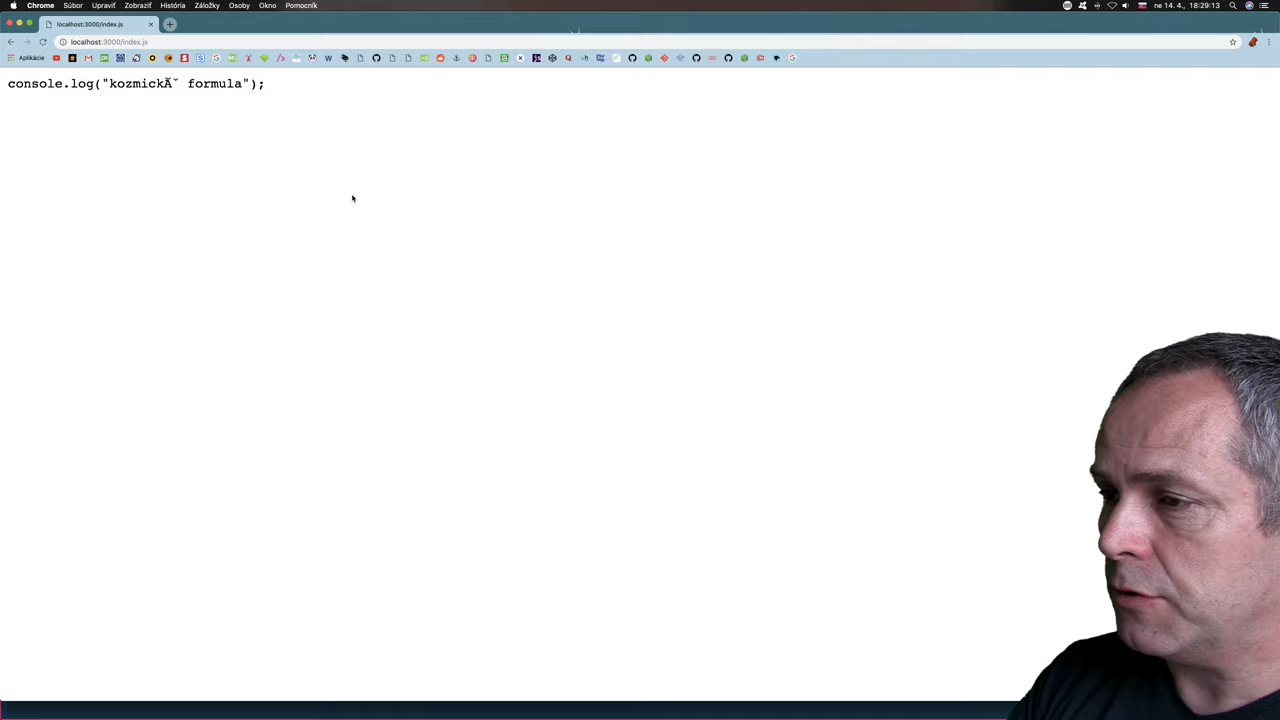 Chrome Súbor Upraviť Zobraziť História Záložky Osoby Okno Pomocník ne 14. 4., 18:29:13
localhost:3000/index.js
localhost:3000/index.js
Aplikácie
console.log("kozmickĂ˝ formula");